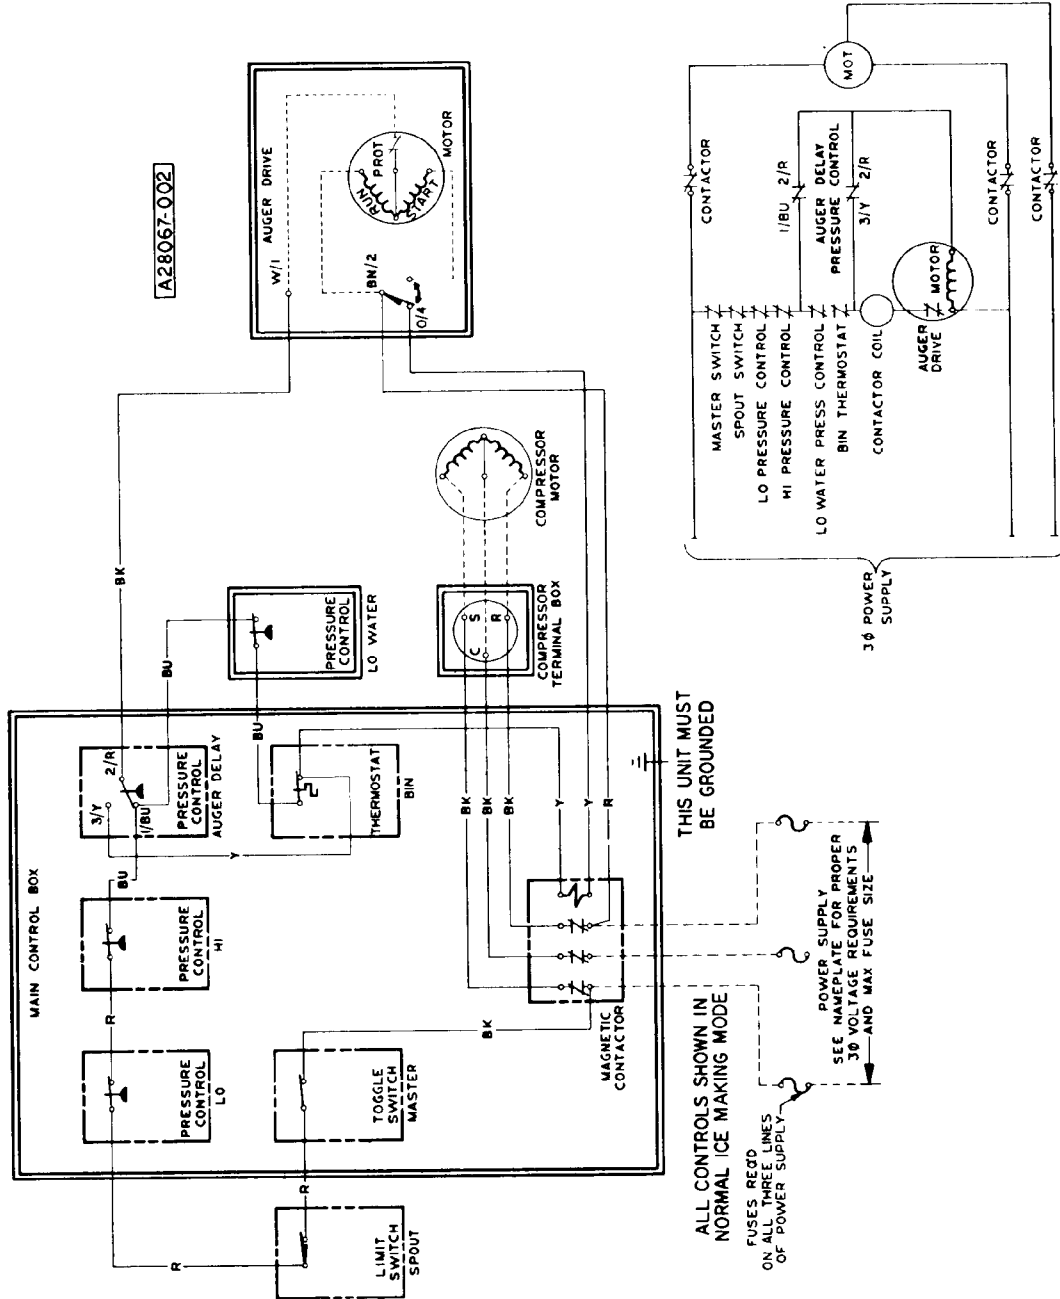 MAIN CONTROL BOX
PRESSURE
CONTROL
LO
R
PRESSURE
CONTROL
HI
BU
3/Y
2/R
1/BU
PRESSURE
CONTROL
AUGER DELAY
BK
A28067-002
AUGER DRIVE
W/1
BN/2
O/4
RUN
START
PROT
MOTOR
R
LIMIT
SWITCH
SPOUT
R
TOGGLE
SWITCH
MASTER
Y
BU
BU
THERMOSTAT
BIN
PRESSURE
CONTROL
LO WATER
BK
BK
BK
BK
MAGNETIC
CONTACTOR
Y
Y
R
S
C
R
COMPRESSOR
TERMINAL BOX
COMPRESSOR
MOTOR
ALL CONTROLS SHOWN IN
NORMAL ICE MAKING MODE
THIS UNIT MUST
BE GROUNDED
FUSES REQD
ON ALL THREE LINES
OF POWER SUPPLY
POWER SUPPLY
SEE NAMEPLATE FOR PROPER
3Ø VOLTAGE REQUIREMENTS
AND MAX FUSE SIZE
3Ø POWER
SUPPLY
CONTACTOR
MASTER SWITCH
SPOUT SWITCH
LO PRESSURE CONTROL
HI PRESSURE CONTROL
LO WATER PRESS CONTROL
BIN THERMOSTAT
CONTACTOR COIL
1/BU
2/R
AUGER DELAY
PRESSURE CONTROL
3/Y
2/R
AUGER
DRIVE
MOTOR
MOT
CONTACTOR
CONTACTOR